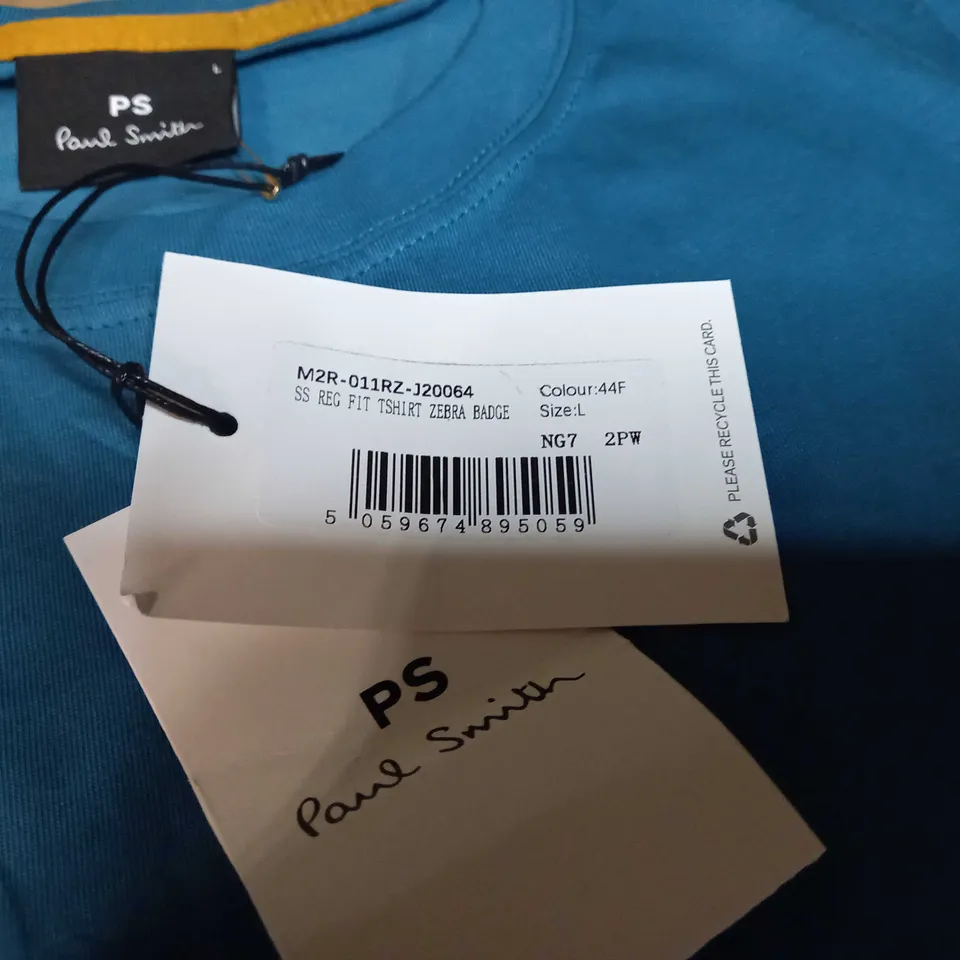 L
PS
Paul Smith
M2R-011RZ-J20064
SS REG FIT TSHIRT ZEBRA BADGE
Colour:44F
Size:L
NG7 2PW
5 059674 895059
PLEASE RECYCLE THIS CARD.
PS
Paul Smith